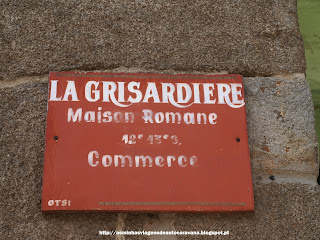 LA GRISARDIERE
Maison Romane
12e 13e S.
Commerce
OTSI